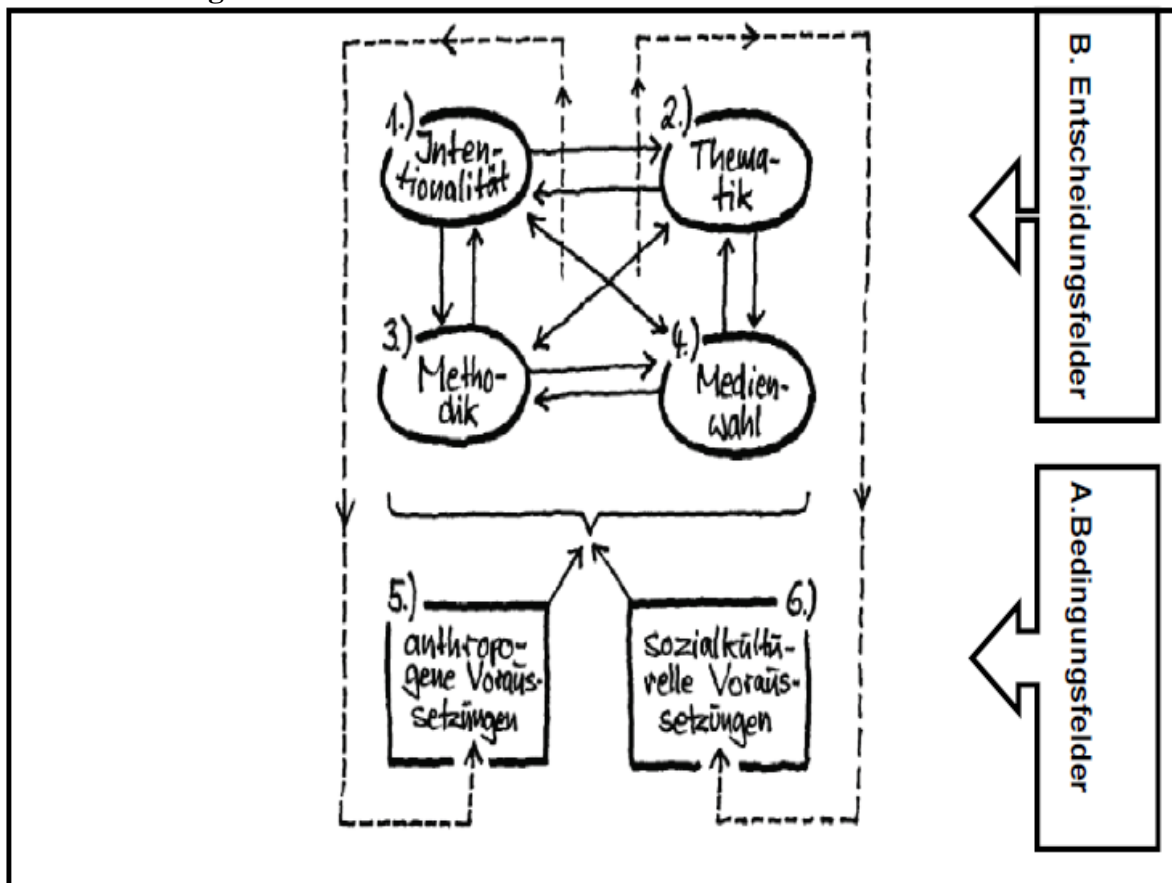 1.)
Inten-
tionalität
2.)
Thema-
tik
3.)
Metho-
dik
4.)
Medien-
wahl
B. Entscheidungsfelder
5.)
anthropo-
gene Voraus-
setzungen
6.)
sozialkultu-
relle Voraus-
setzungen
A.Bedingungsfelder